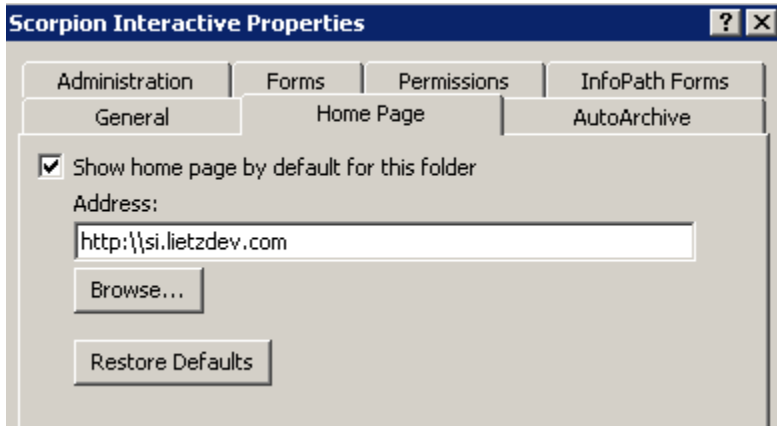 Scorpion Interactive Properties
Administration Forms Permissions InfoPath Forms
General Home Page AutoArchive
Show home page by default for this folder
Address:
http:\\si.lietzdev.com
Browse...
Restore Defaults